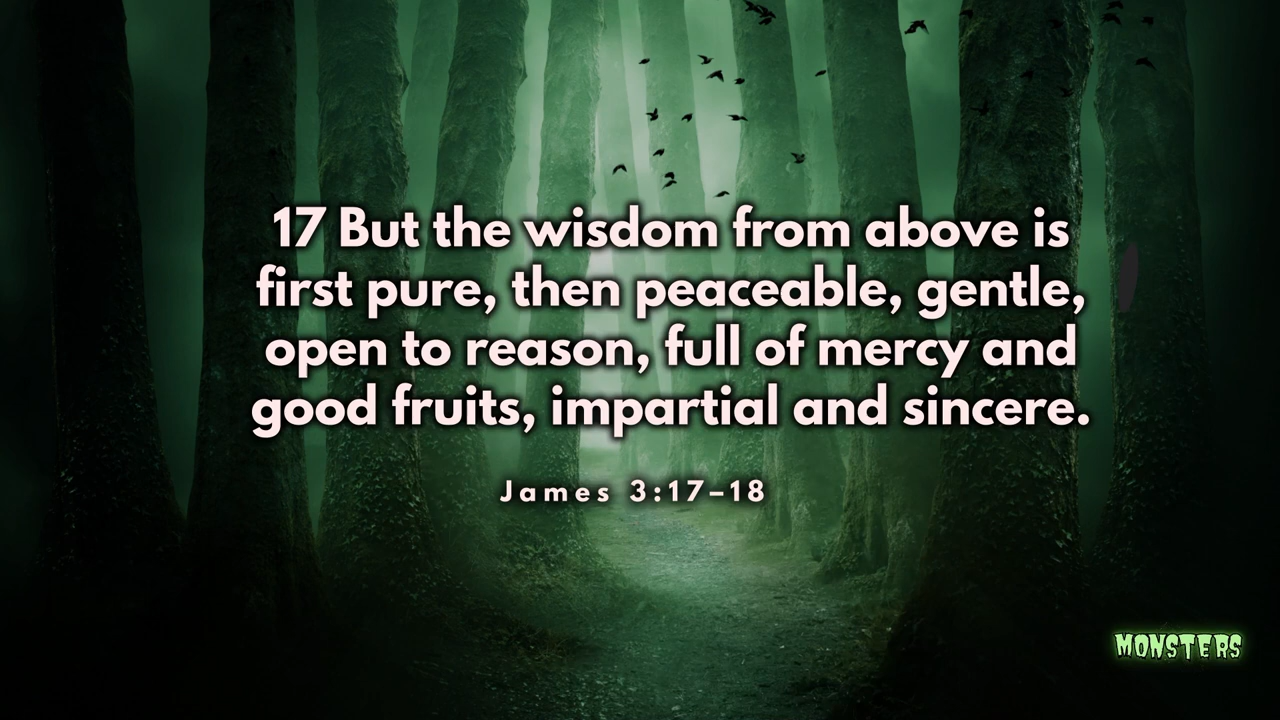 17 But the wisdom from above is
first pure, then peaceable, gentle,
open to reason, full of mercy and
good fruits, impartial and sincere.
James 3:17–18
MONSTERS